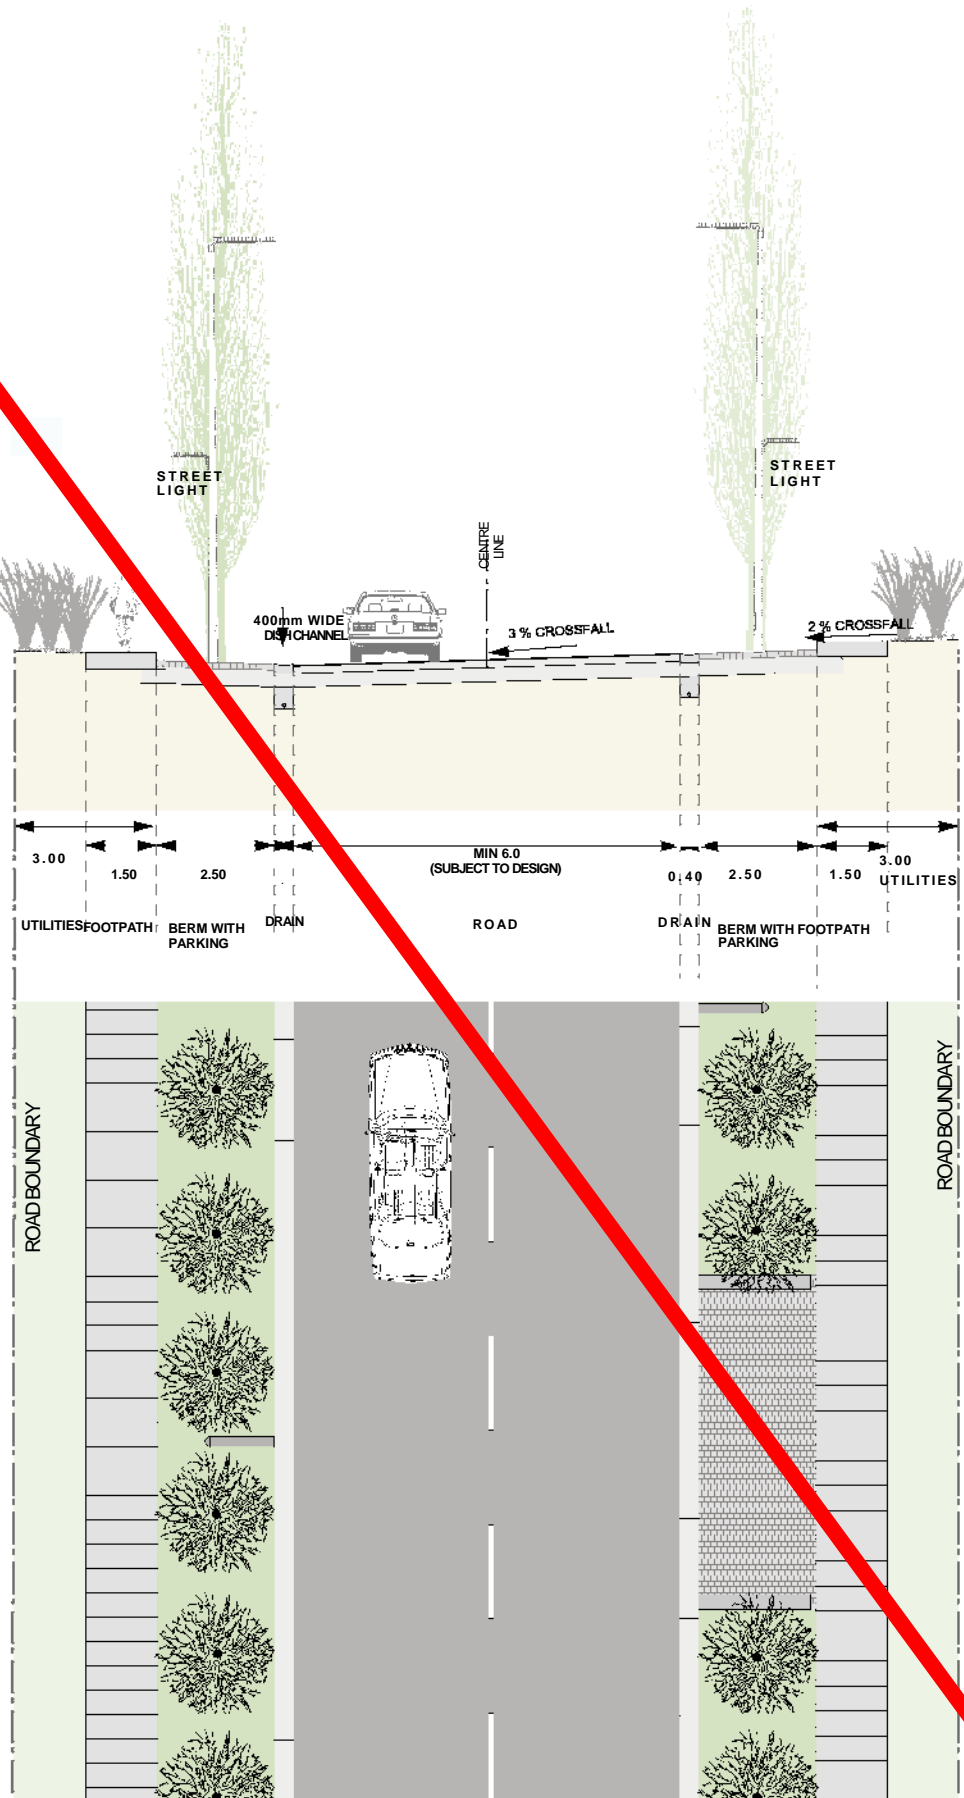 STREET
LIGHT
STREET
LIGHT
CENTRE
LINE
400mm WIDE
DISH CHANNEL
3 % CROSSFALL
2 % CROSSFALL
3.00
1.50
2.50
MIN 6.0
(SUBJECT TO DESIGN)
0.40
2.50
1.50
3.00
UTILITIES
UTILITIES
FOOTPATH
BERM WITH
PARKING
DRAIN
ROAD
DRAIN
BERM WITH FOOTPATH
PARKING
ROAD BOUNDARY
ROAD BOUNDARY